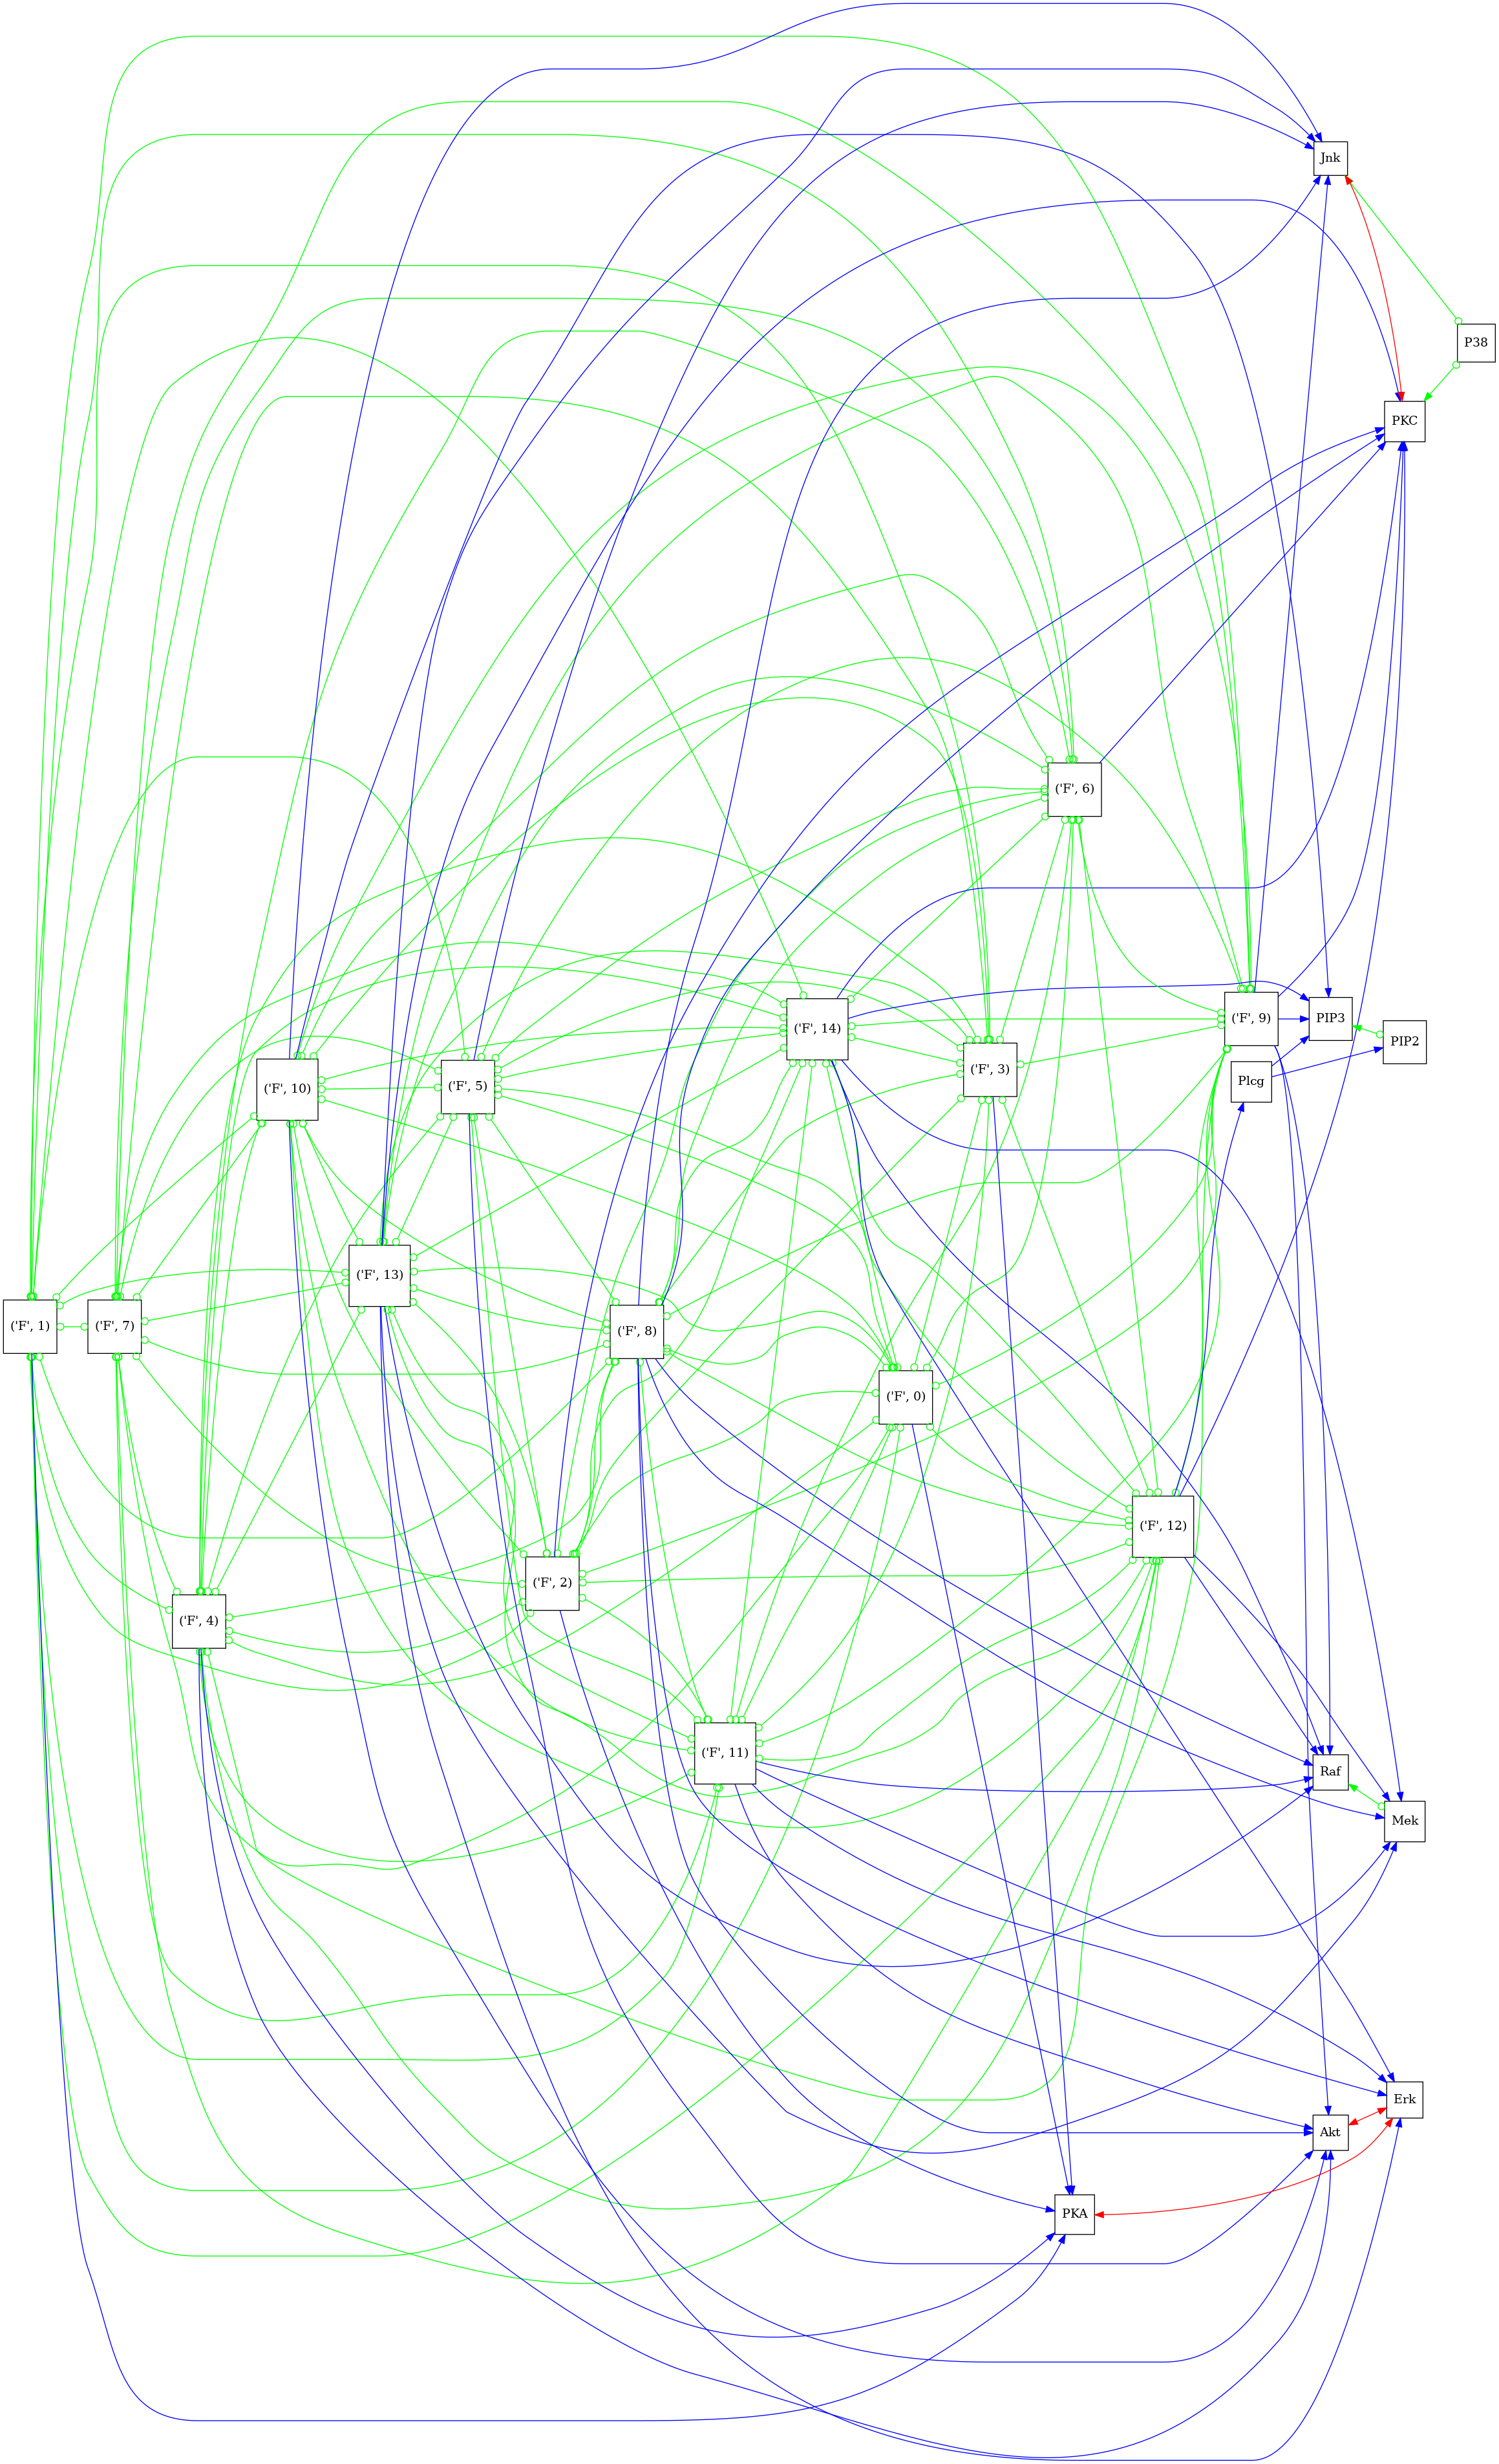 Jnk
P38
PKC
('F', 6)
('F', 14)
('F', 9)
PIP3
PIP2
('F', 3)
Plcg
('F', 10)
('F', 5)
('F', 13)
('F', 1)
('F', 7)
('F', 8)
('F', 0)
('F', 12)
('F', 2)
('F', 4)
('F', 11)
Raf
Mek
Erk
Akt
PKA